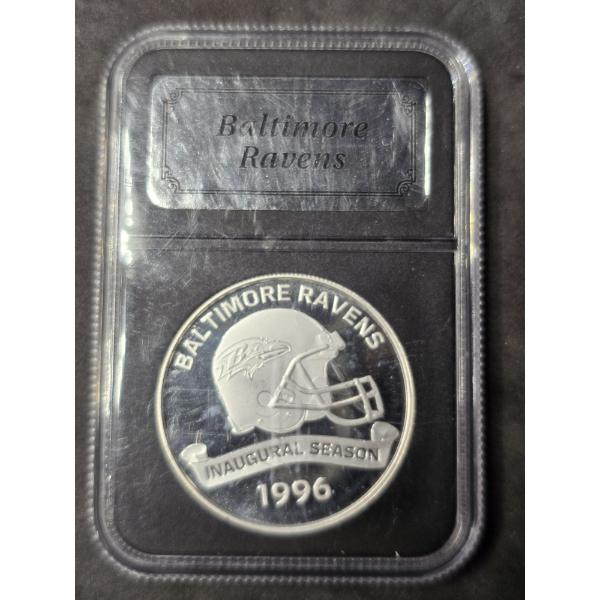 Baltimore
Ravens
BALTIMORE RAVENS
B
INAUGURAL SEASON
1996